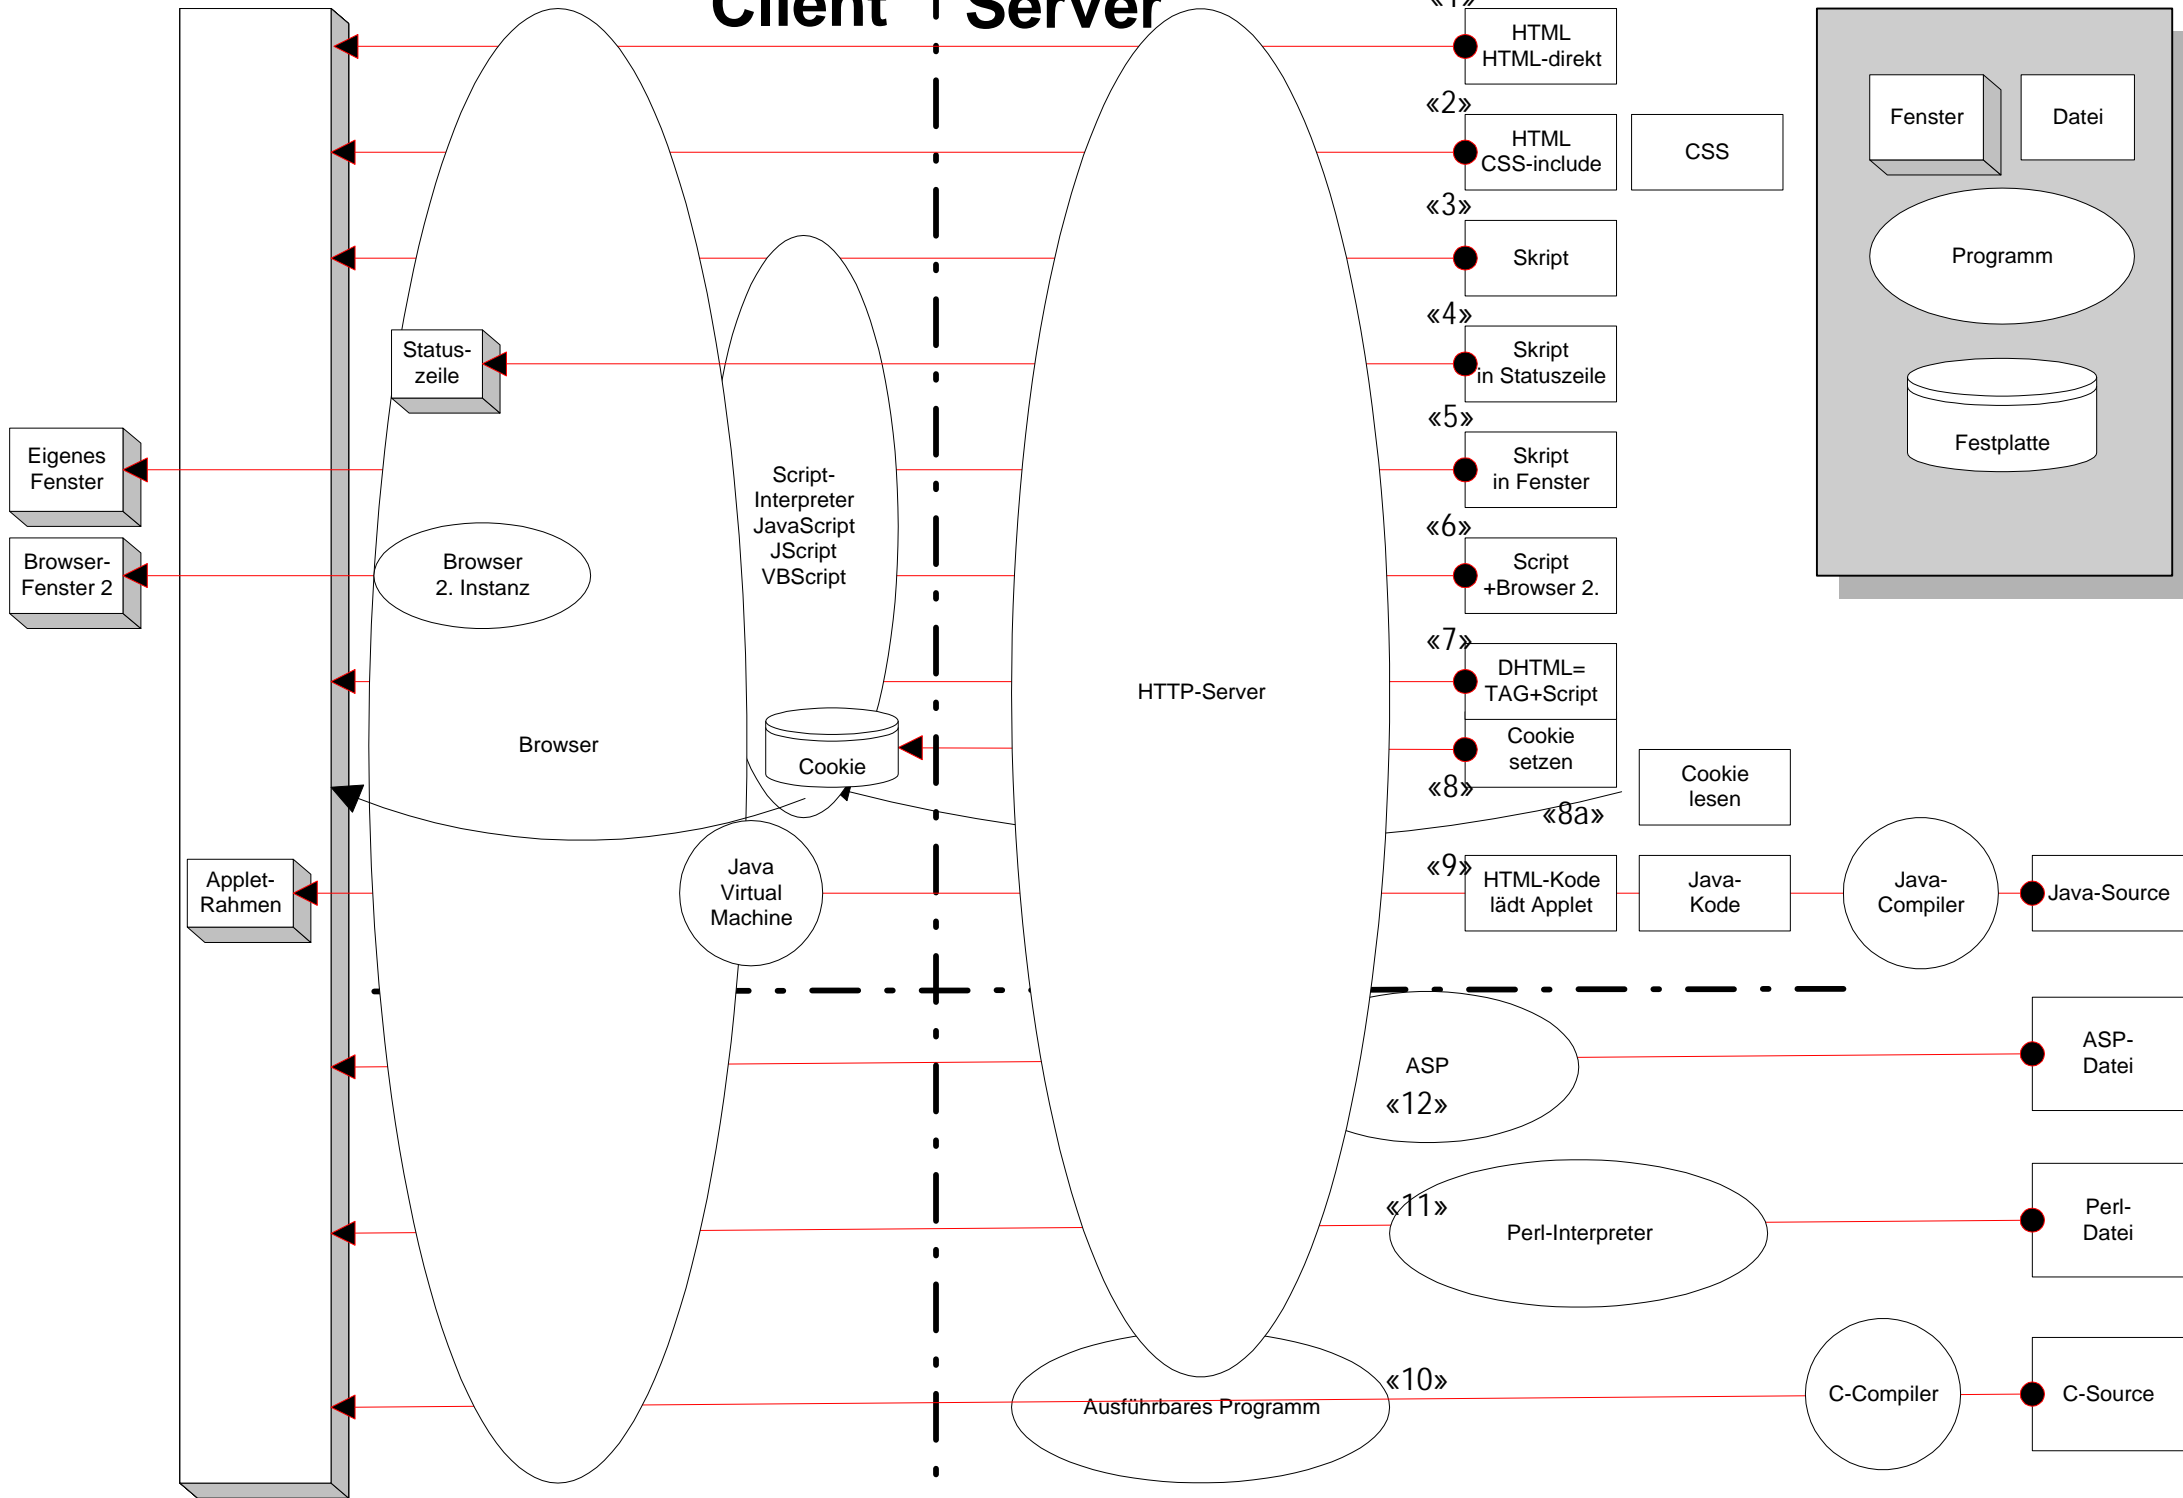 Client
Server
«1»
HTML
HTML-direkt
«2»
HTML
CSS-include
CSS
«3»
Skript
«4»
Skript
in Statuszeile
«5»
Skript
in Fenster
«6»
Script
+Browser 2.
«7»
DHTML=
TAG+Script
Cookie
setzen
«8»
«8a»
Cookie
lesen
«9»
HTML-Kode
lädt Applet
Java-
Kode
Java-
Compiler
Java-Source
Fenster
Datei
Programm
Festplatte
Status-
zeile
Eigenes
Fenster
Browser-
Fenster 2
Browser
2. Instanz
Script-
Interpreter
JavaScript
JScript
VBScript
Browser
Cookie
HTTP-Server
Applet-
Rahmen
Java
Virtual
Machine
ASP
«12»
ASP-
Datei
«11»
Perl-Interpreter
Perl-
Datei
«10»
Ausführbares Programm
C-Compiler
C-Source